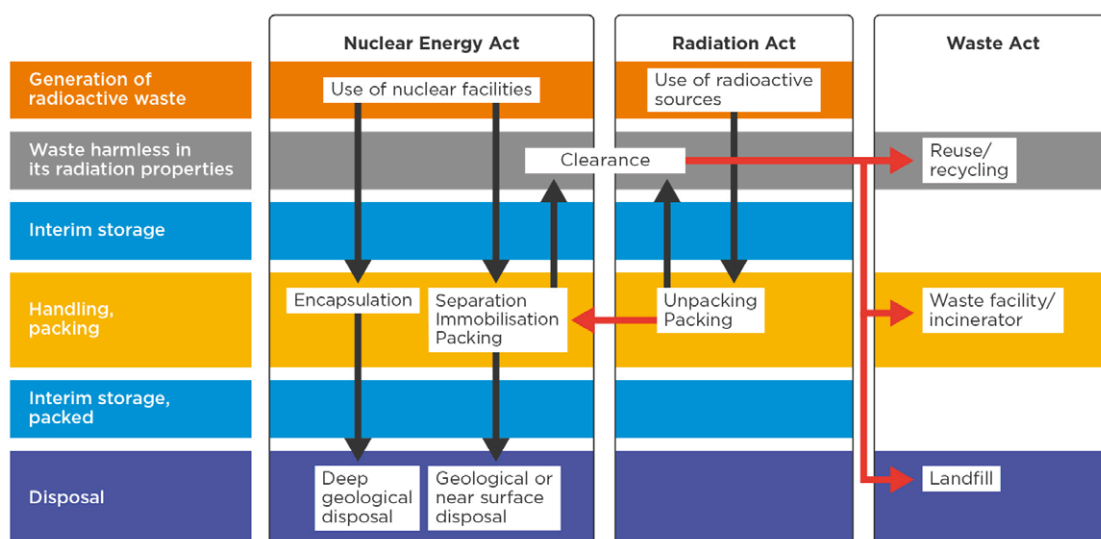 Nuclear Energy Act
Radiation Act
Waste Act
Generation of
radioactive waste
Use of nuclear facilities
Use of radioactive
sources
Waste harmless in
its radiation properties
Clearance
Reuse/
recycling
Interim storage
Handling,
packing
Encapsulation
Separation
Immobilisation
Packing
Unpacking
Packing
Waste facility/
incinerator
Interim storage,
packed
Disposal
Deep
geological
disposal
Geological or
near surface
disposal
Landfill